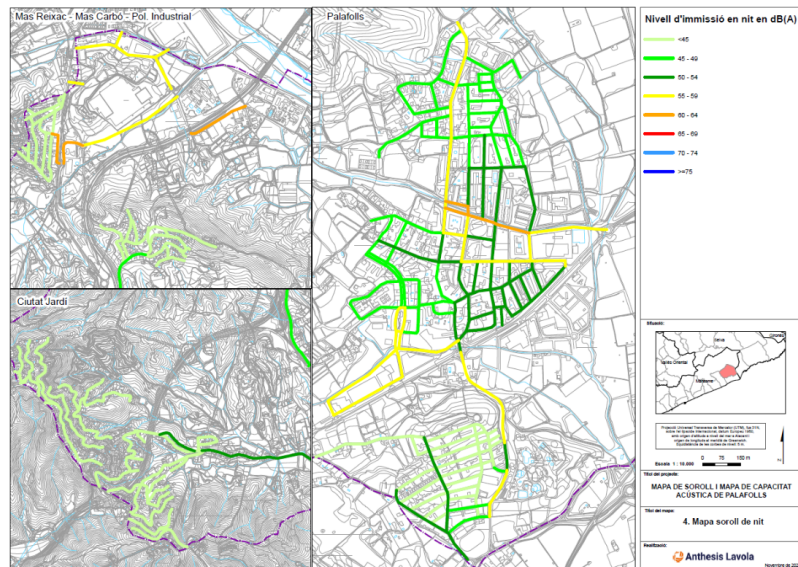 Mas Reixac - Mas Carbó - Pol. Industrial
Palafolls
Ciutat Jardí
Nivell d'immissió en nit en dB(A)
<45
45 - 49
50 - 54
55 - 59
60 - 64
65 - 69
70 - 74
>=75
Situació:
Maresme
Escala 1 : 10.000
0 75 150 m
Títol del projecte:
MAPA DE SOROLL I MAPA DE CAPACITAT
ACÚSTICA DE PALAFOLLS
Títol del mapa:
4. Mapa soroll de nit
Realització:
Anthesis Lavola